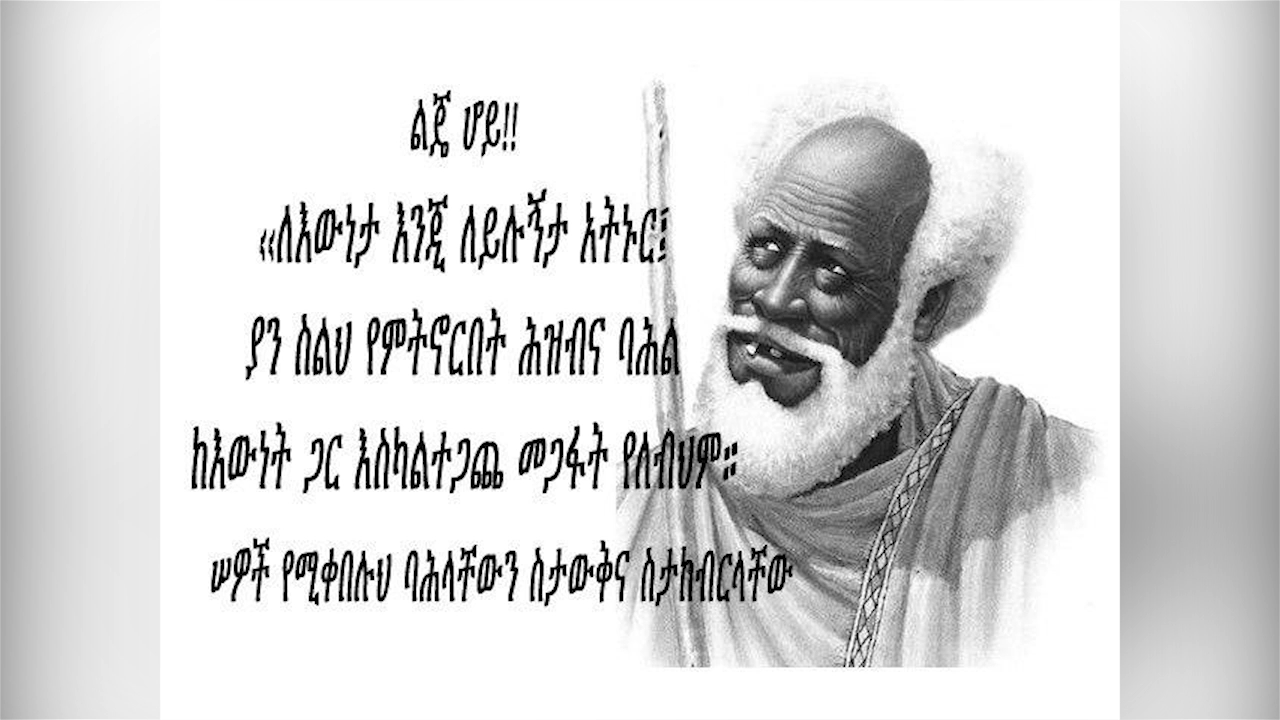 ልጄ ሆይ!!
‹‹ለእውነታ እንጂ ለይሉኝታ አትኑር፤
ያን ስልህ የምትኖርበት ሕዝብና ባሕል
ከእውነት ጋር እስካልተጋጨ መጋፋት የለብህም።
ሠዎች የሚቀበሉህ ባሕላቸውን ስታውቅና ስታከብርላቸው